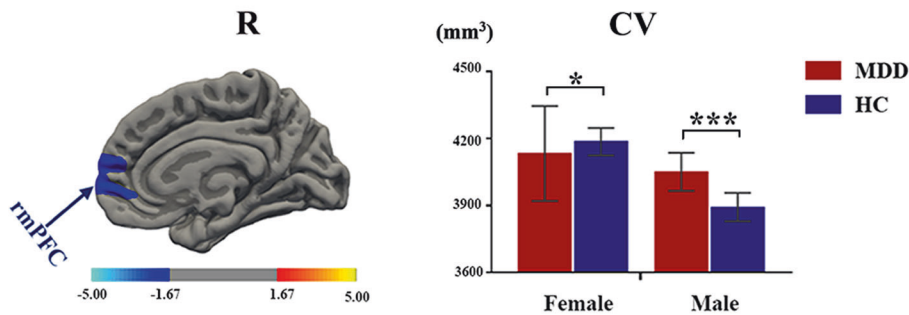 R
rmPFC
-5.00 -1.67 1.67 5.00
CV
(mm³)
4500
4200
3900
3600
*
***
Female Male
MDD
HC